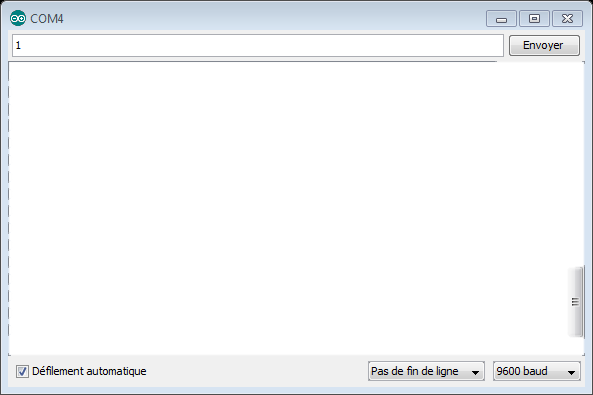 COM4
1
Envoyer
Défilement automatique
Pas de fin de ligne
9600 baud